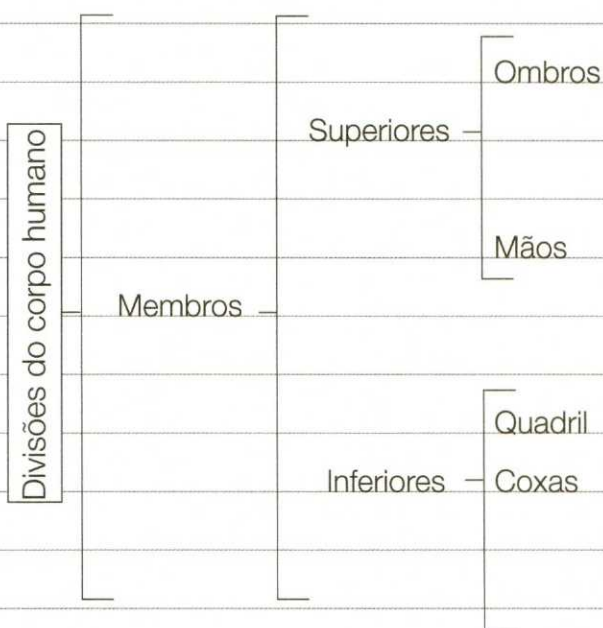 Divisões do corpo humano
Membros
Superiores
Ombros
Mãos
Inferiores
Quadril
Coxas